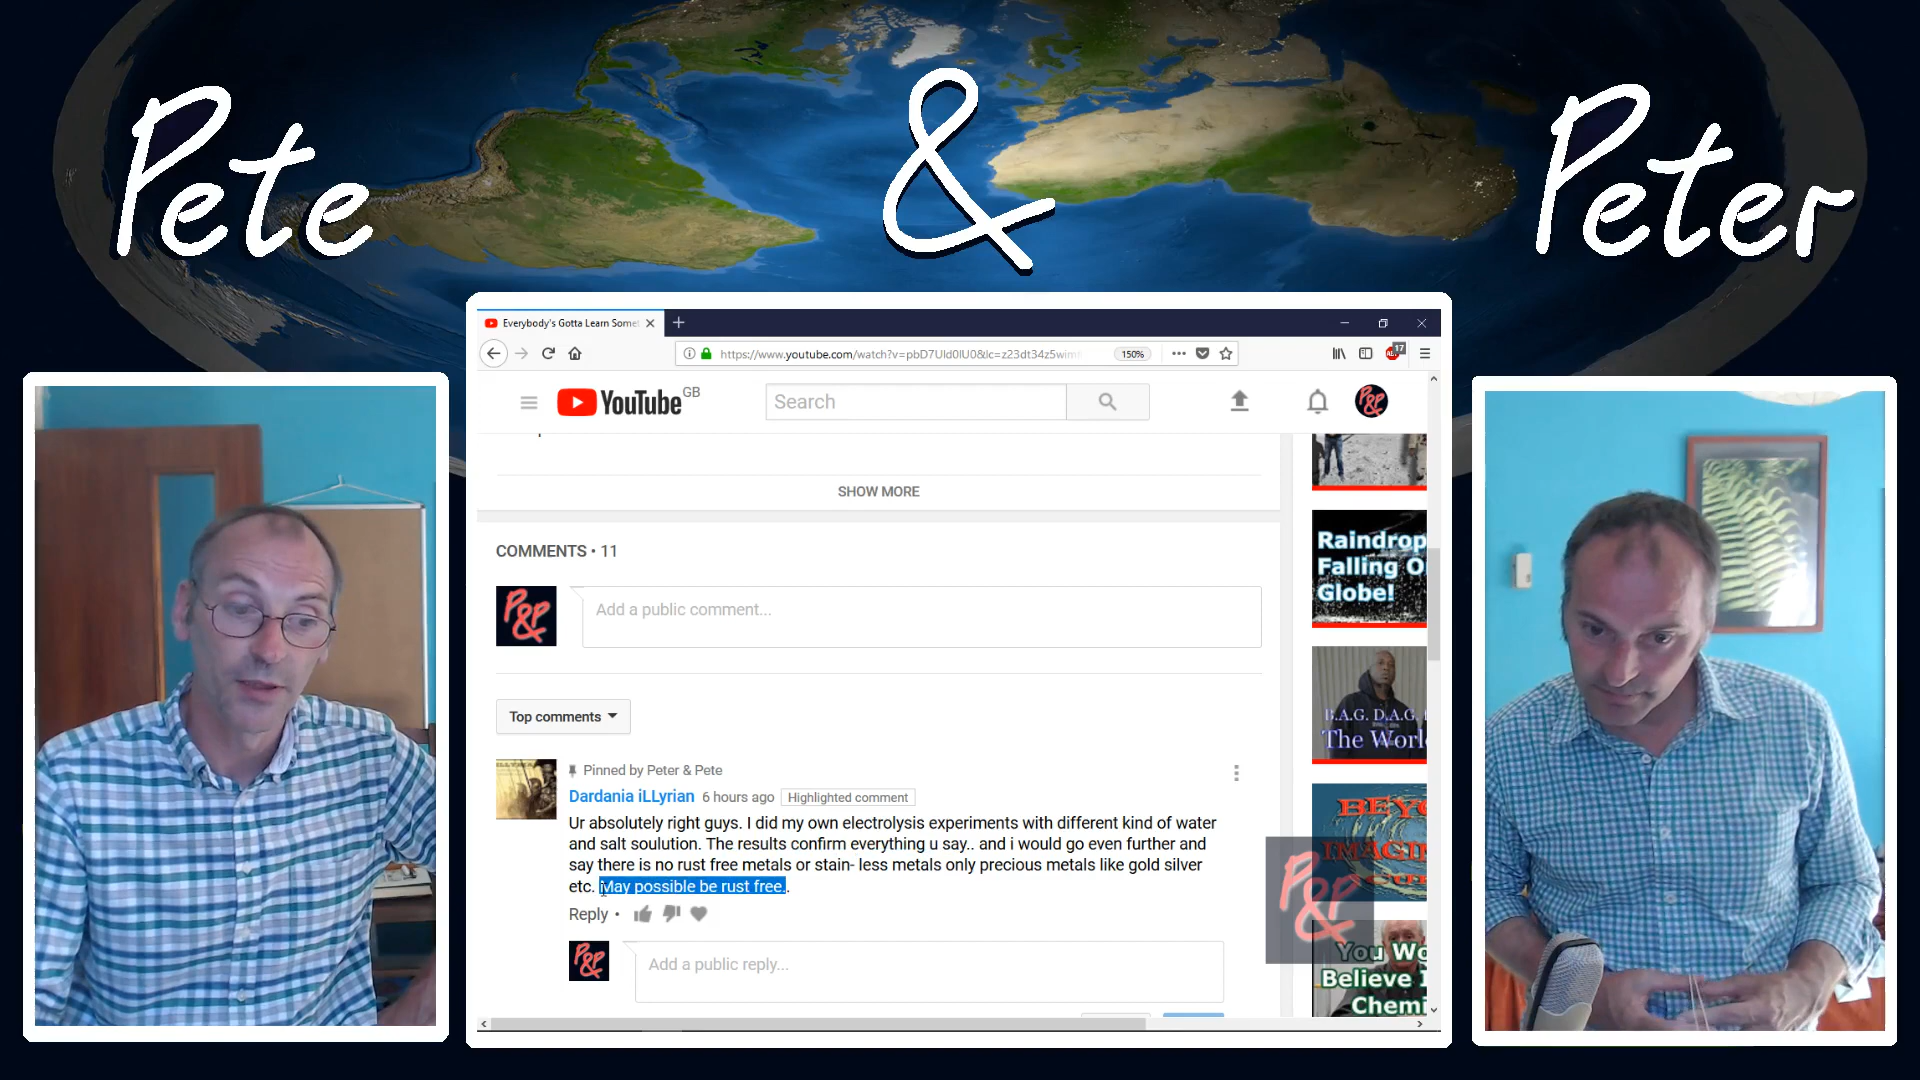 Pete & Peter
Everybody's Gotta Learn Somet
https://www.youtube.com/watch?v=pbD7UId0IU0&lc=z23dt34z5wim
150%
17
YouTube GB
Search
P&P
SHOW MORE
COMMENTS • 11
P&P
Add a public comment...
Top comments
Pinned by Peter & Pete
Dardania iLLyrian 6 hours ago Highlighted comment
Ur absolutely right guys. I did my own electrolysis experiments with different kind of water
and salt soulution. The results confirm everything u say.. and i would go even further and
say there is no rust free metals or stain- less metals only precious metals like gold silver
etc. May possible be rust free..
Reply •
P&P
Add a public reply...
Raindrop
Falling O
Globe!
B.A.G. D.A.G.
The Worl
BEYO
IMAGIN
CUR
P&P
You Wo
Believe
Chemi